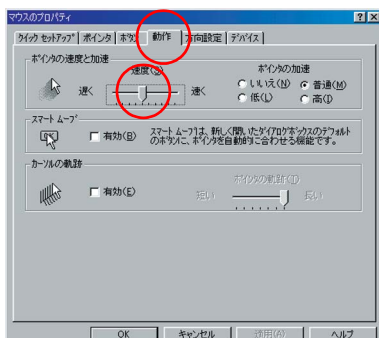 マウスのプロパティ
クイック セットアップ ポインタ ボタン 動作 方向設定 デバイス
ポインタの速度と加速
速度(S)
遅く 速く
ポインタの加速
いいえ(N) 普通(M)
低(L) 高(I)
スマート ムーブ
有効(B)
スマート ムーブは、新しく開いたダイアログボックスのデフォルト
のボタンに、ポインタを自動的に合わせる機能です。
カーソルの軌跡
有効(E)
ポインタの軌跡(T)
短い 長い
OK キャンセル 適用(A) ヘルプ